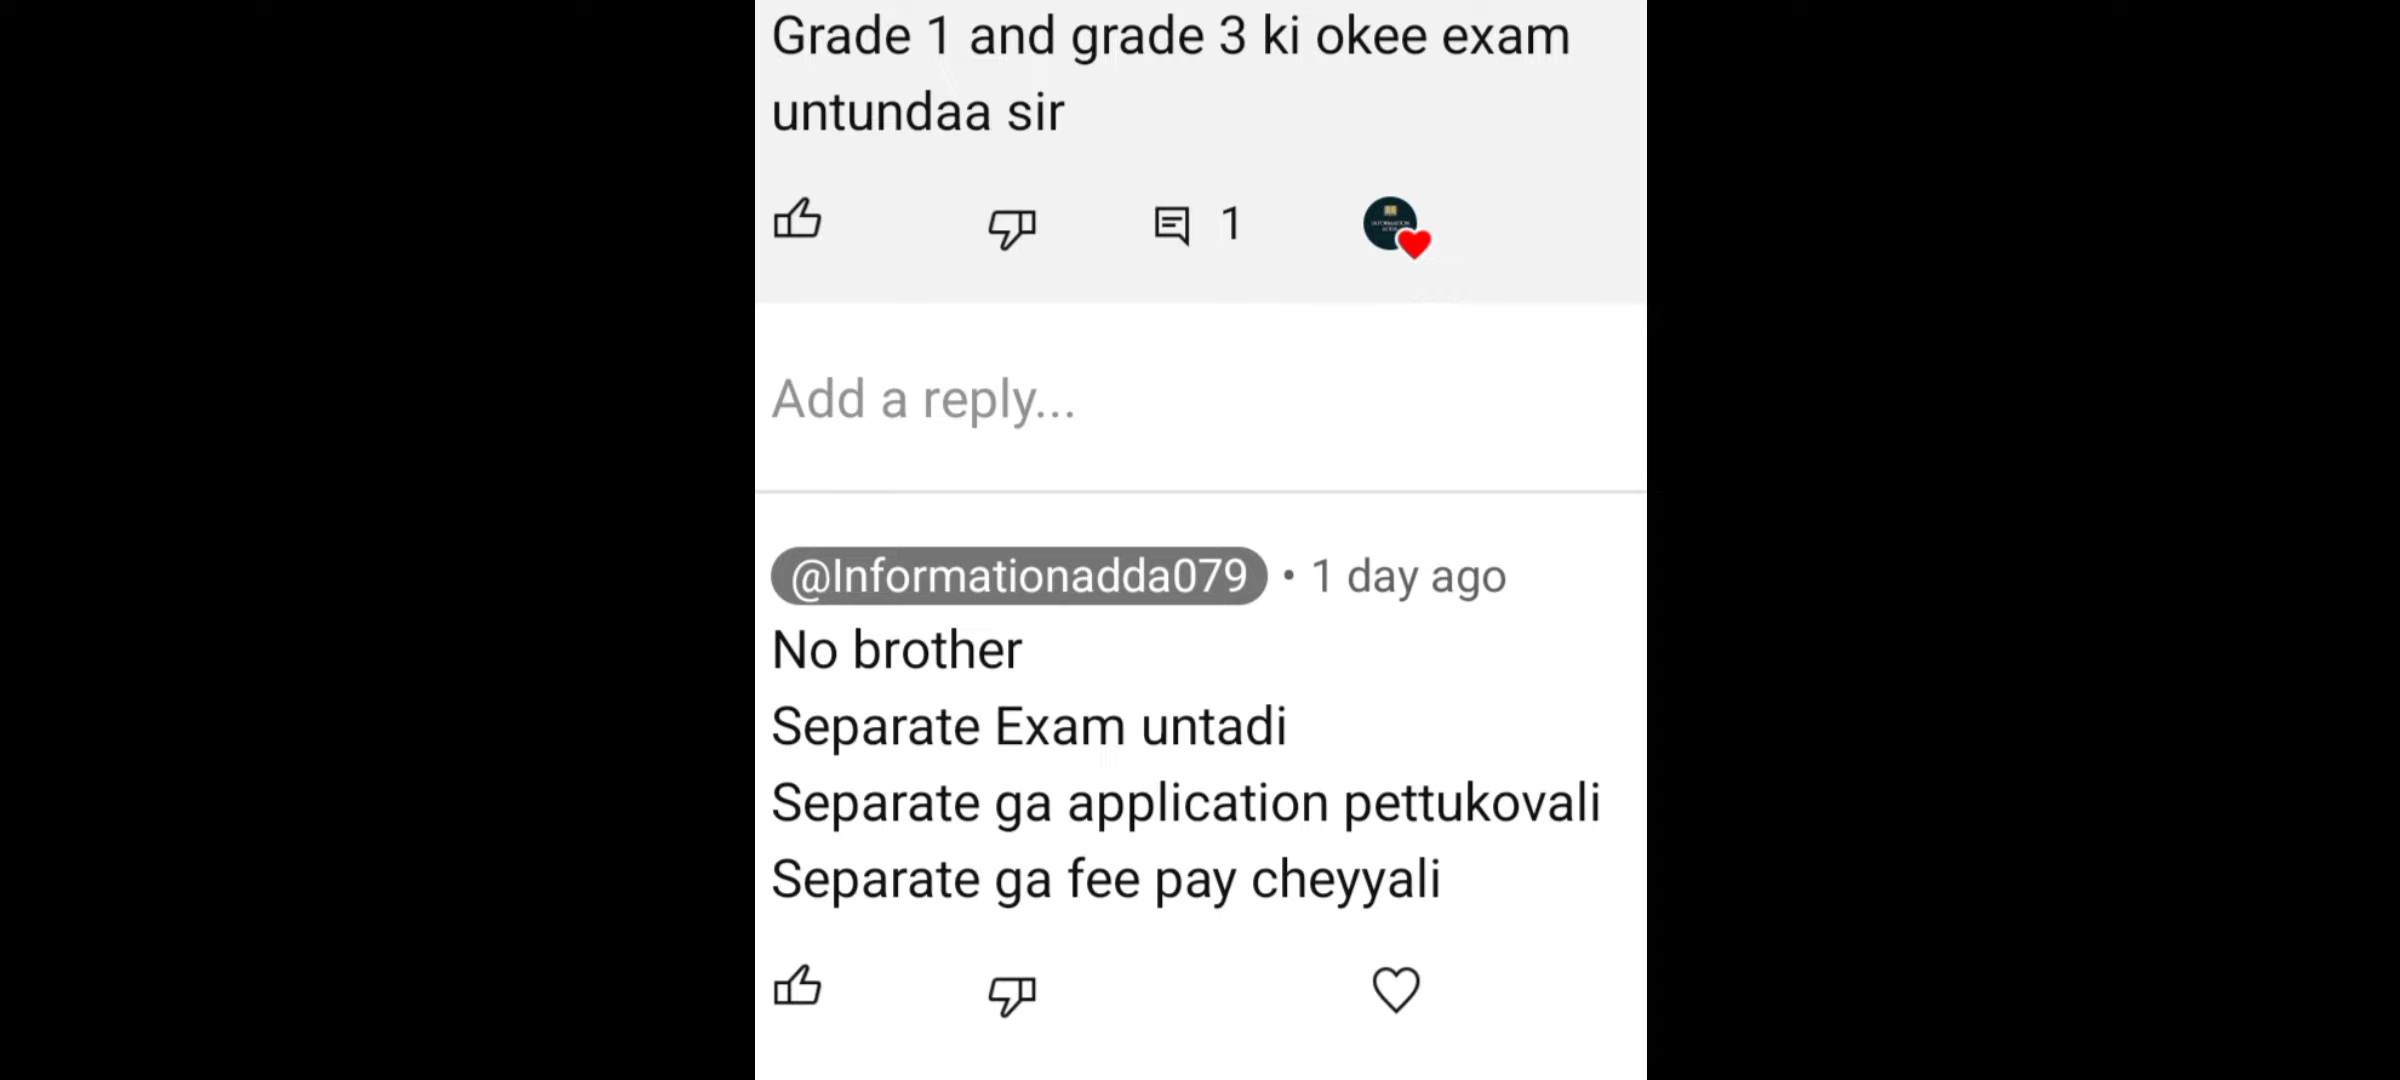 Grade 1 and grade 3 ki okee exam
untundaa sir
1
Add a reply...
@Informationadda079 • 1 day ago
No brother
Separate Exam untadi
Separate ga application pettukovali
Separate ga fee pay cheyyali